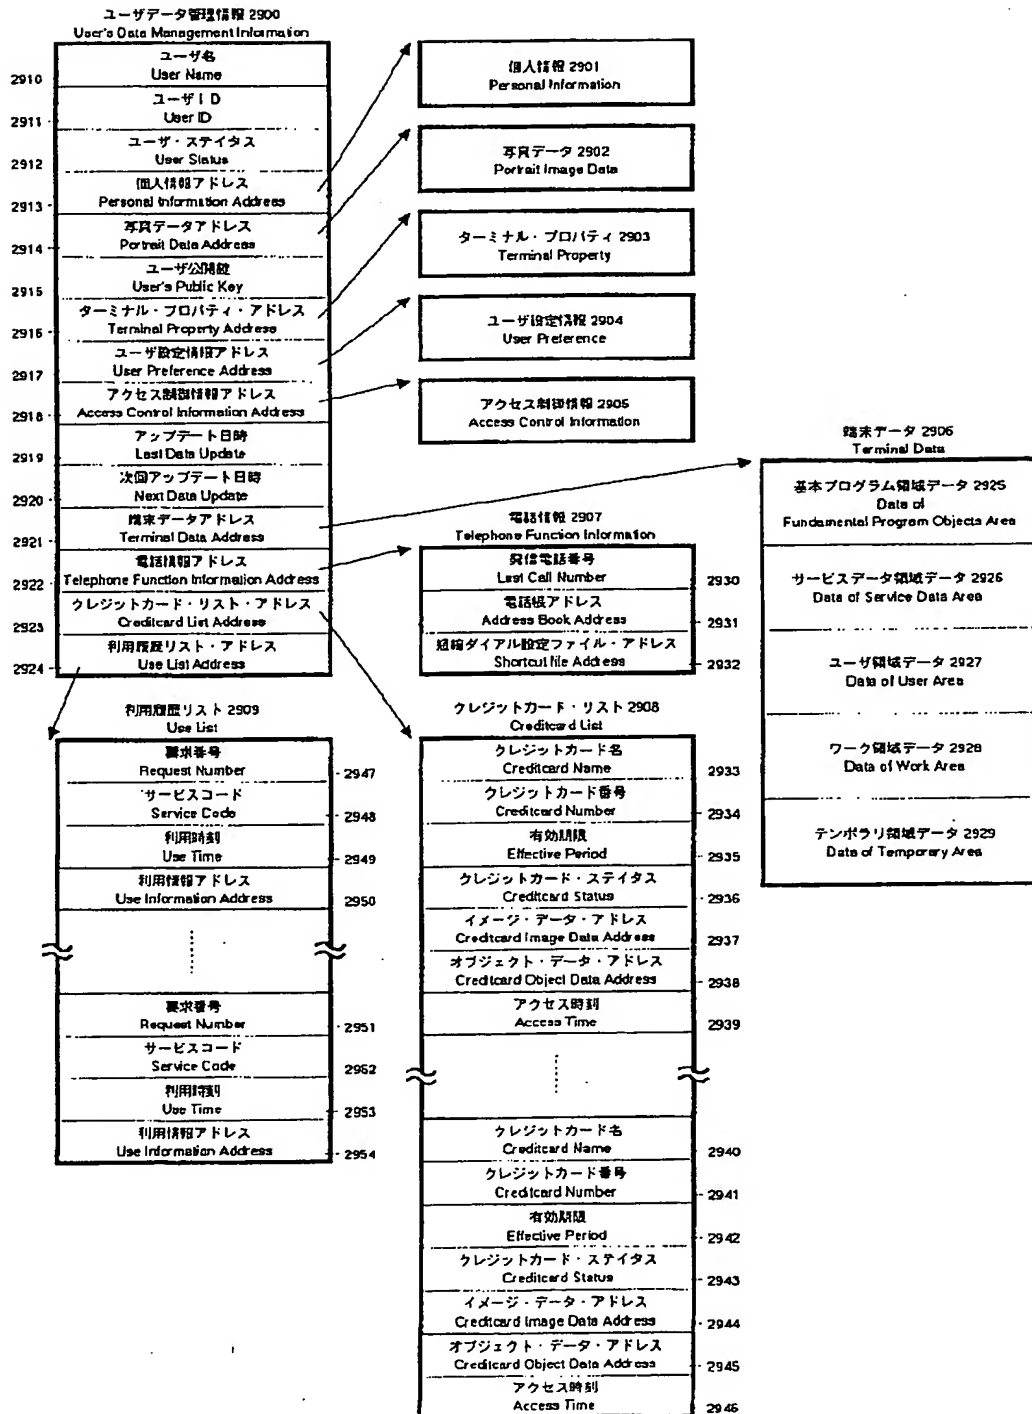 ユーザデータ管理情報 2900
User's Data Management Information
2910
ユーザ名
User Name
2911
ユーザID
User ID
2912
ユーザ・ステイタス
User Status
2913
個人情報アドレス
Personal Information Address
2914
写真データアドレス
Portrait Data Address
2915
ユーザ公開鍵
User's Public Key
2916
ターミナル・プロパティ・アドレス
Terminal Property Address
2917
ユーザ設定情報アドレス
User Preference Address
2918
アクセス制御情報アドレス
Access Control Information Address
2919
アップデート日時
Last Data Update
2920
次回アップデート日時
Next Data Update
2921
端末データアドレス
Terminal Data Address
2922
電話情報アドレス
Telephone Function Information Address
2923
クレジットカード・リスト・アドレス
Creditcard List Address
2924
利用履歴リスト・アドレス
Use List Address
個人情報 2901
Personal Information
写真データ 2902
Portrait Image Data
ターミナル・プロパティ 2903
Terminal Property
ユーザ設定情報 2904
User Preference
アクセス制御情報 2905
Access Control Information
端末データ 2906
Terminal Data
基本プログラム領域データ 2925
Data of
Fundamental Program Objects Area
サービスデータ領域データ 2926
Data of Service Data Area
ユーザ領域データ 2927
Data of User Area
ワーク領域データ 2928
Data of Work Area
テンポラリ領域データ 2929
Data of Temporary Area
電話情報 2907
Telephone Function Information
発信電話番号
Last Call Number
2930
電話帳アドレス
Address Book Address
2931
短縮ダイアル設定ファイル・アドレス
Shortcut file Address
2932
利用履歴リスト 2909
Use List
要求番号
Request Number
2947
サービスコード
Service Code
2948
利用時刻
Use Time
2949
利用情報アドレス
Use Information Address
2950
要求番号
Request Number
2951
サービスコード
Service Code
2952
利用時刻
Use Time
2953
利用情報アドレス
Use Information Address
2954
クレジットカード・リスト 2908
Creditcard List
クレジットカード名
Creditcard Name
2933
クレジットカード番号
Creditcard Number
2934
有効期限
Effective Period
2935
クレジットカード・ステイタス
Creditcard Status
2936
イメージ・データ・アドレス
Creditcard Image Data Address
2937
オブジェクト・データ・アドレス
Creditcard Object Data Address
2938
アクセス時刻
Access Time
2939
クレジットカード名
Creditcard Name
2940
クレジットカード番号
Creditcard Number
2941
有効期限
Effective Period
2942
クレジットカード・ステイタス
Creditcard Status
2943
イメージ・データ・アドレス
Creditcard Image Data Address
2944
オブジェクト・データ・アドレス
Creditcard Object Data Address
2945
アクセス時刻
Access Time
2946